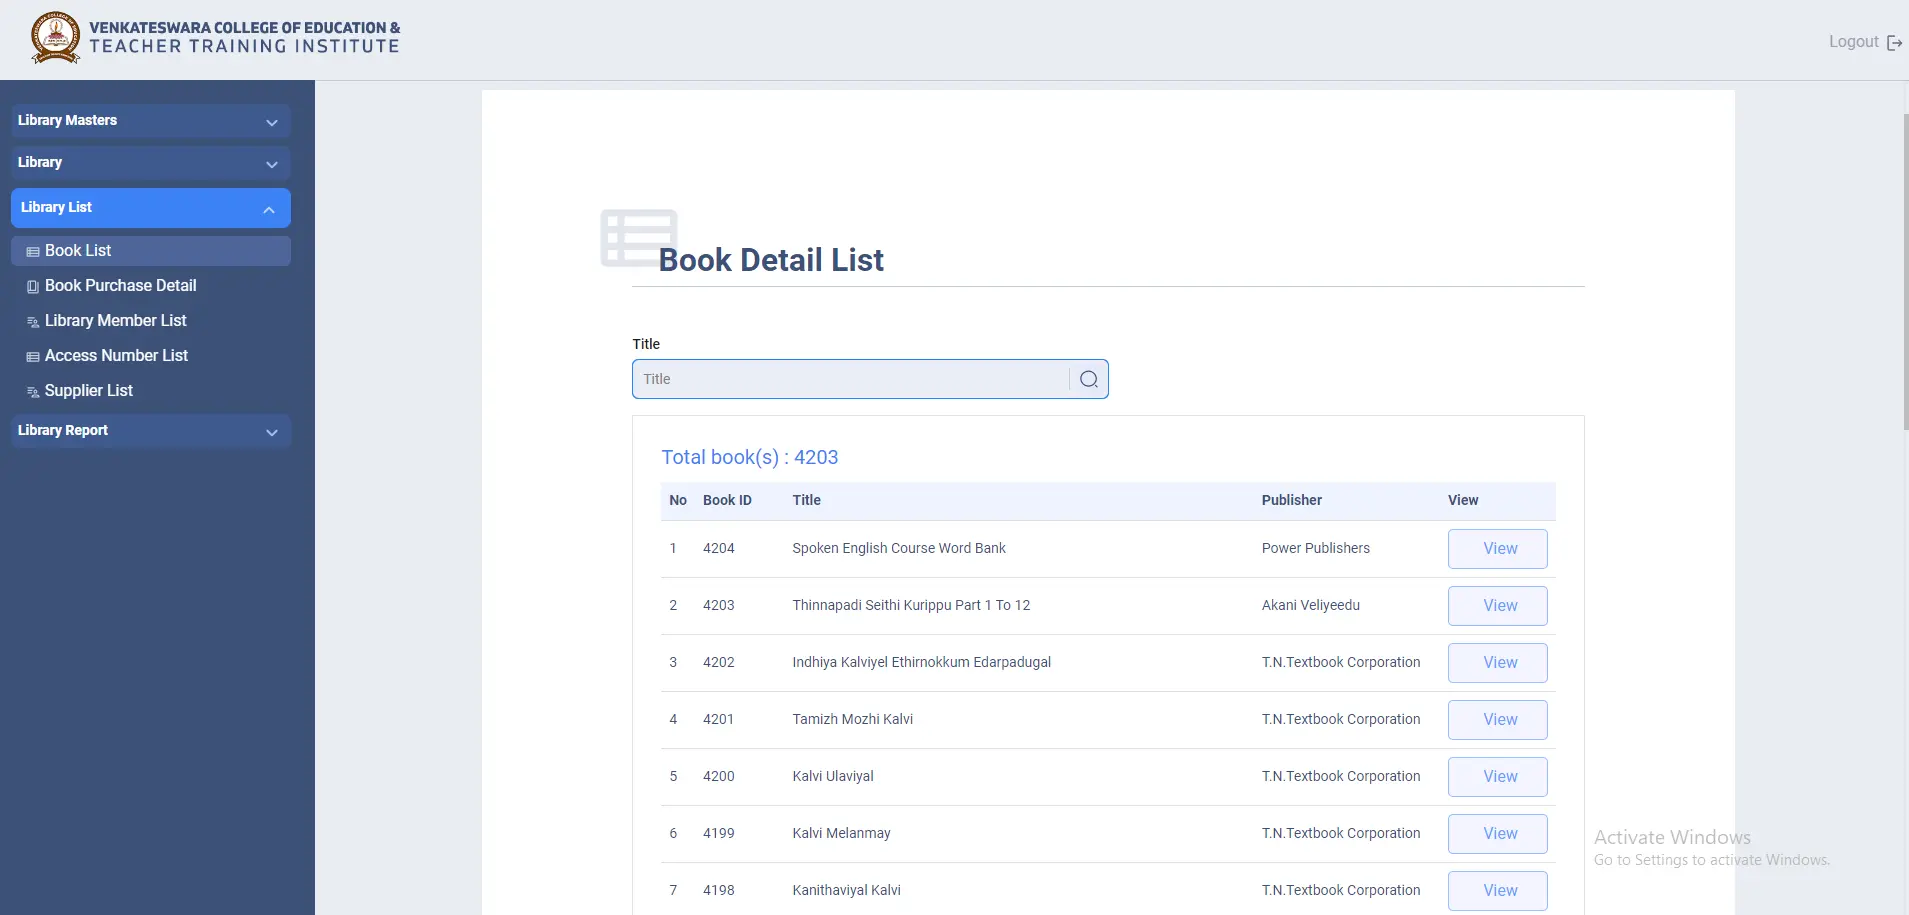 VENKATESWARA COLLEGE OF EDUCATION &
TEACHER TRAINING INSTITUTE
Logout
Library Masters
Library
Library List
Book List
Book Purchase Detail
Library Member List
Access Number List
Supplier List
Library Report
Book Detail List
Title
Title
Total book(s) : 4203
No Book ID Title Publisher View
1 4204 Spoken English Course Word Bank Power Publishers View
2 4203 Thinnapadi Seithi Kurippu Part 1 To 12 Akani Veliyeedu View
3 4202 Indhiya Kalviyel Ethirnokkum Edarpadugal T.N.Textbook Corporation View
4 4201 Tamizh Mozhi Kalvi T.N.Textbook Corporation View
5 4200 Kalvi Ulaviyal T.N.Textbook Corporation View
6 4199 Kalvi Melanmay T.N.Textbook Corporation View
7 4198 Kanithaviyal Kalvi T.N.Textbook Corporation View
Activate Windows
Go to Settings to activate Windows.